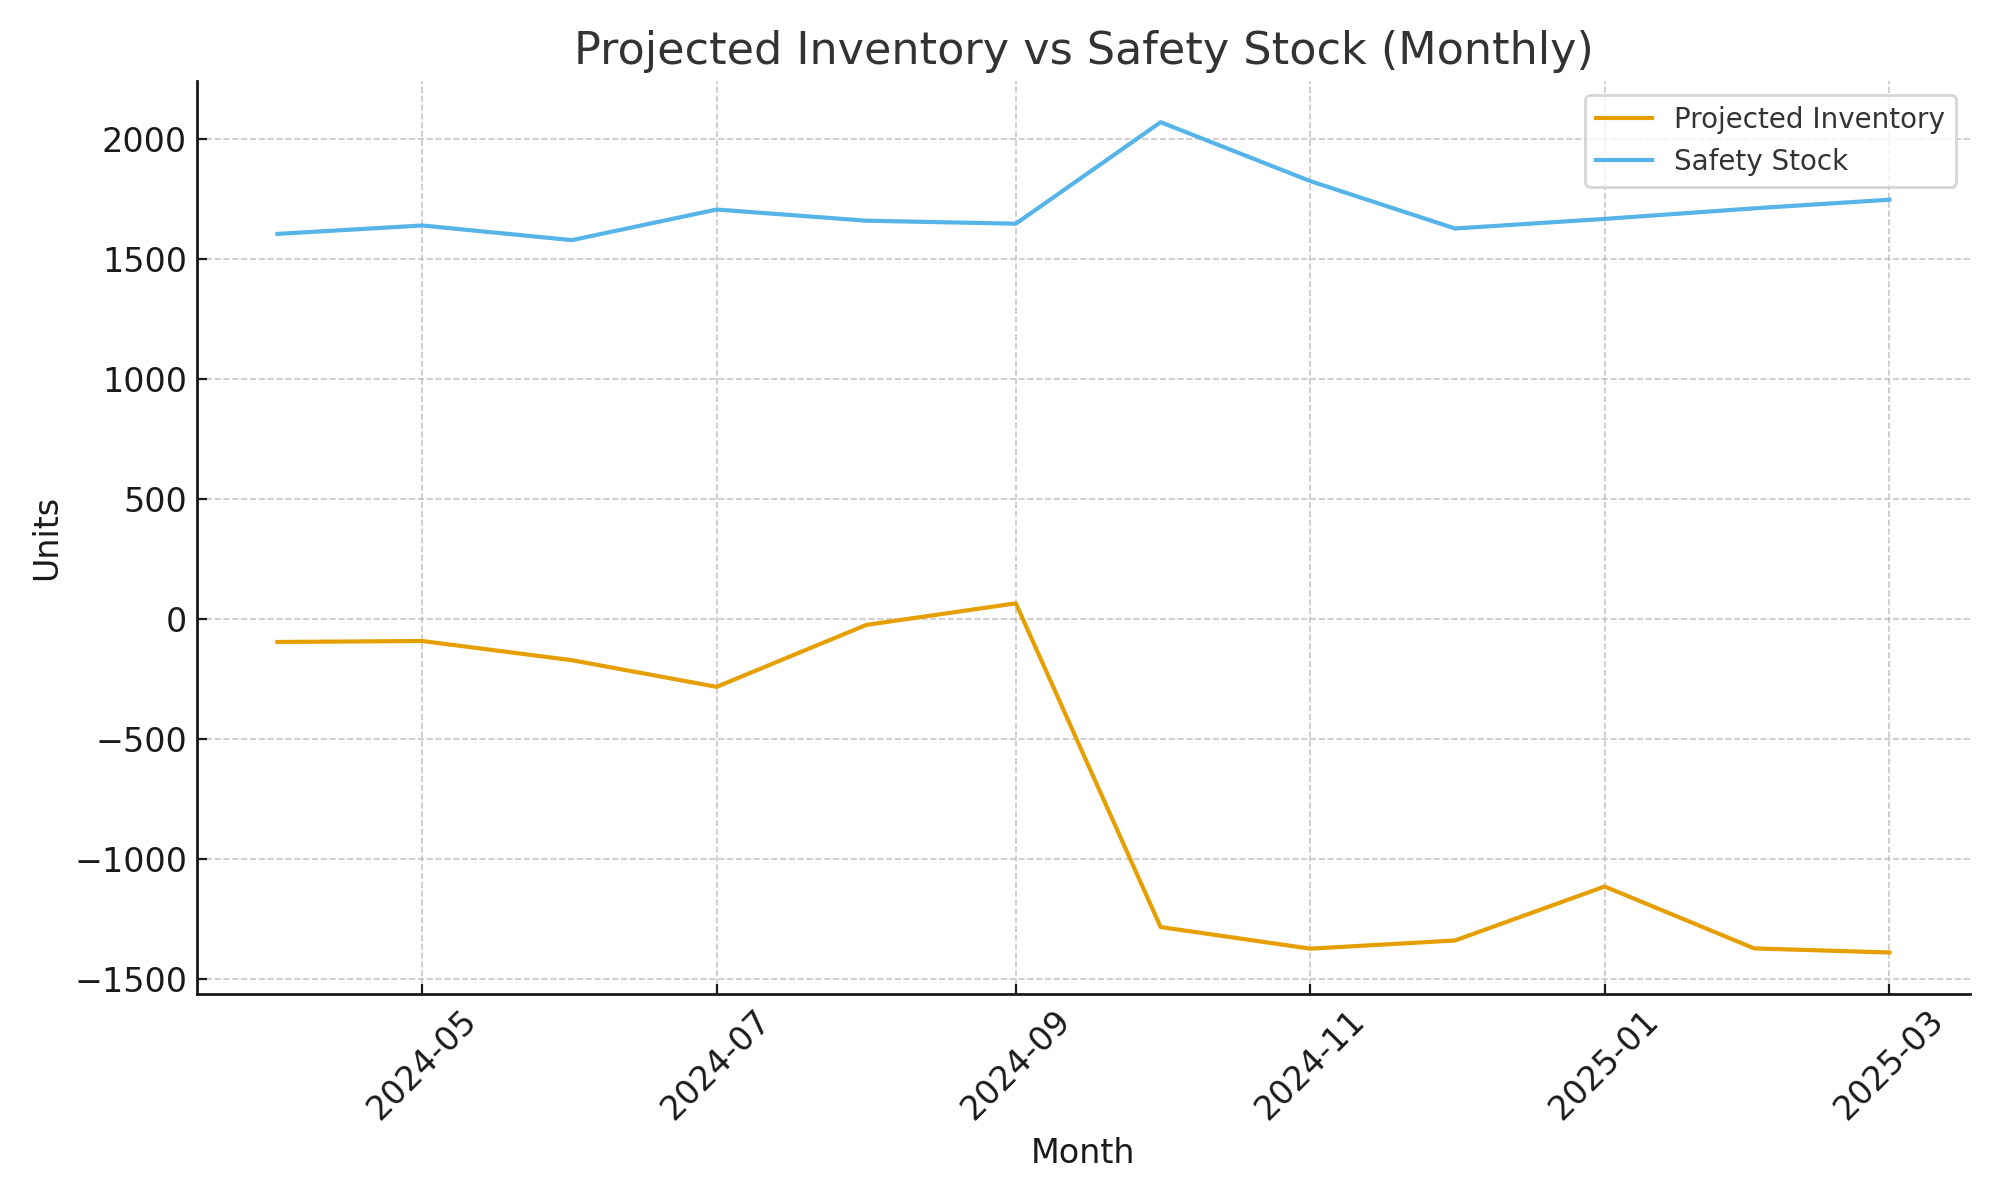 Projected Inventory vs Safety Stock (Monthly)
Projected Inventory
Safety Stock
2000
1500
1000
500
0
−500
−1000
−1500
Units
2024-05
2024-07
2024-09
2024-11
2025-01
2025-03
Month